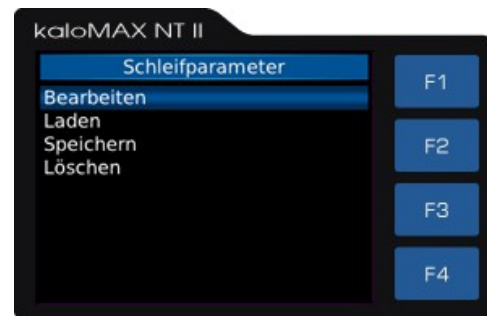 kaloMAX NT II
Schleifparameter
Bearbeiten
Laden
Speichern
Löschen
F1
F2
F3
F4